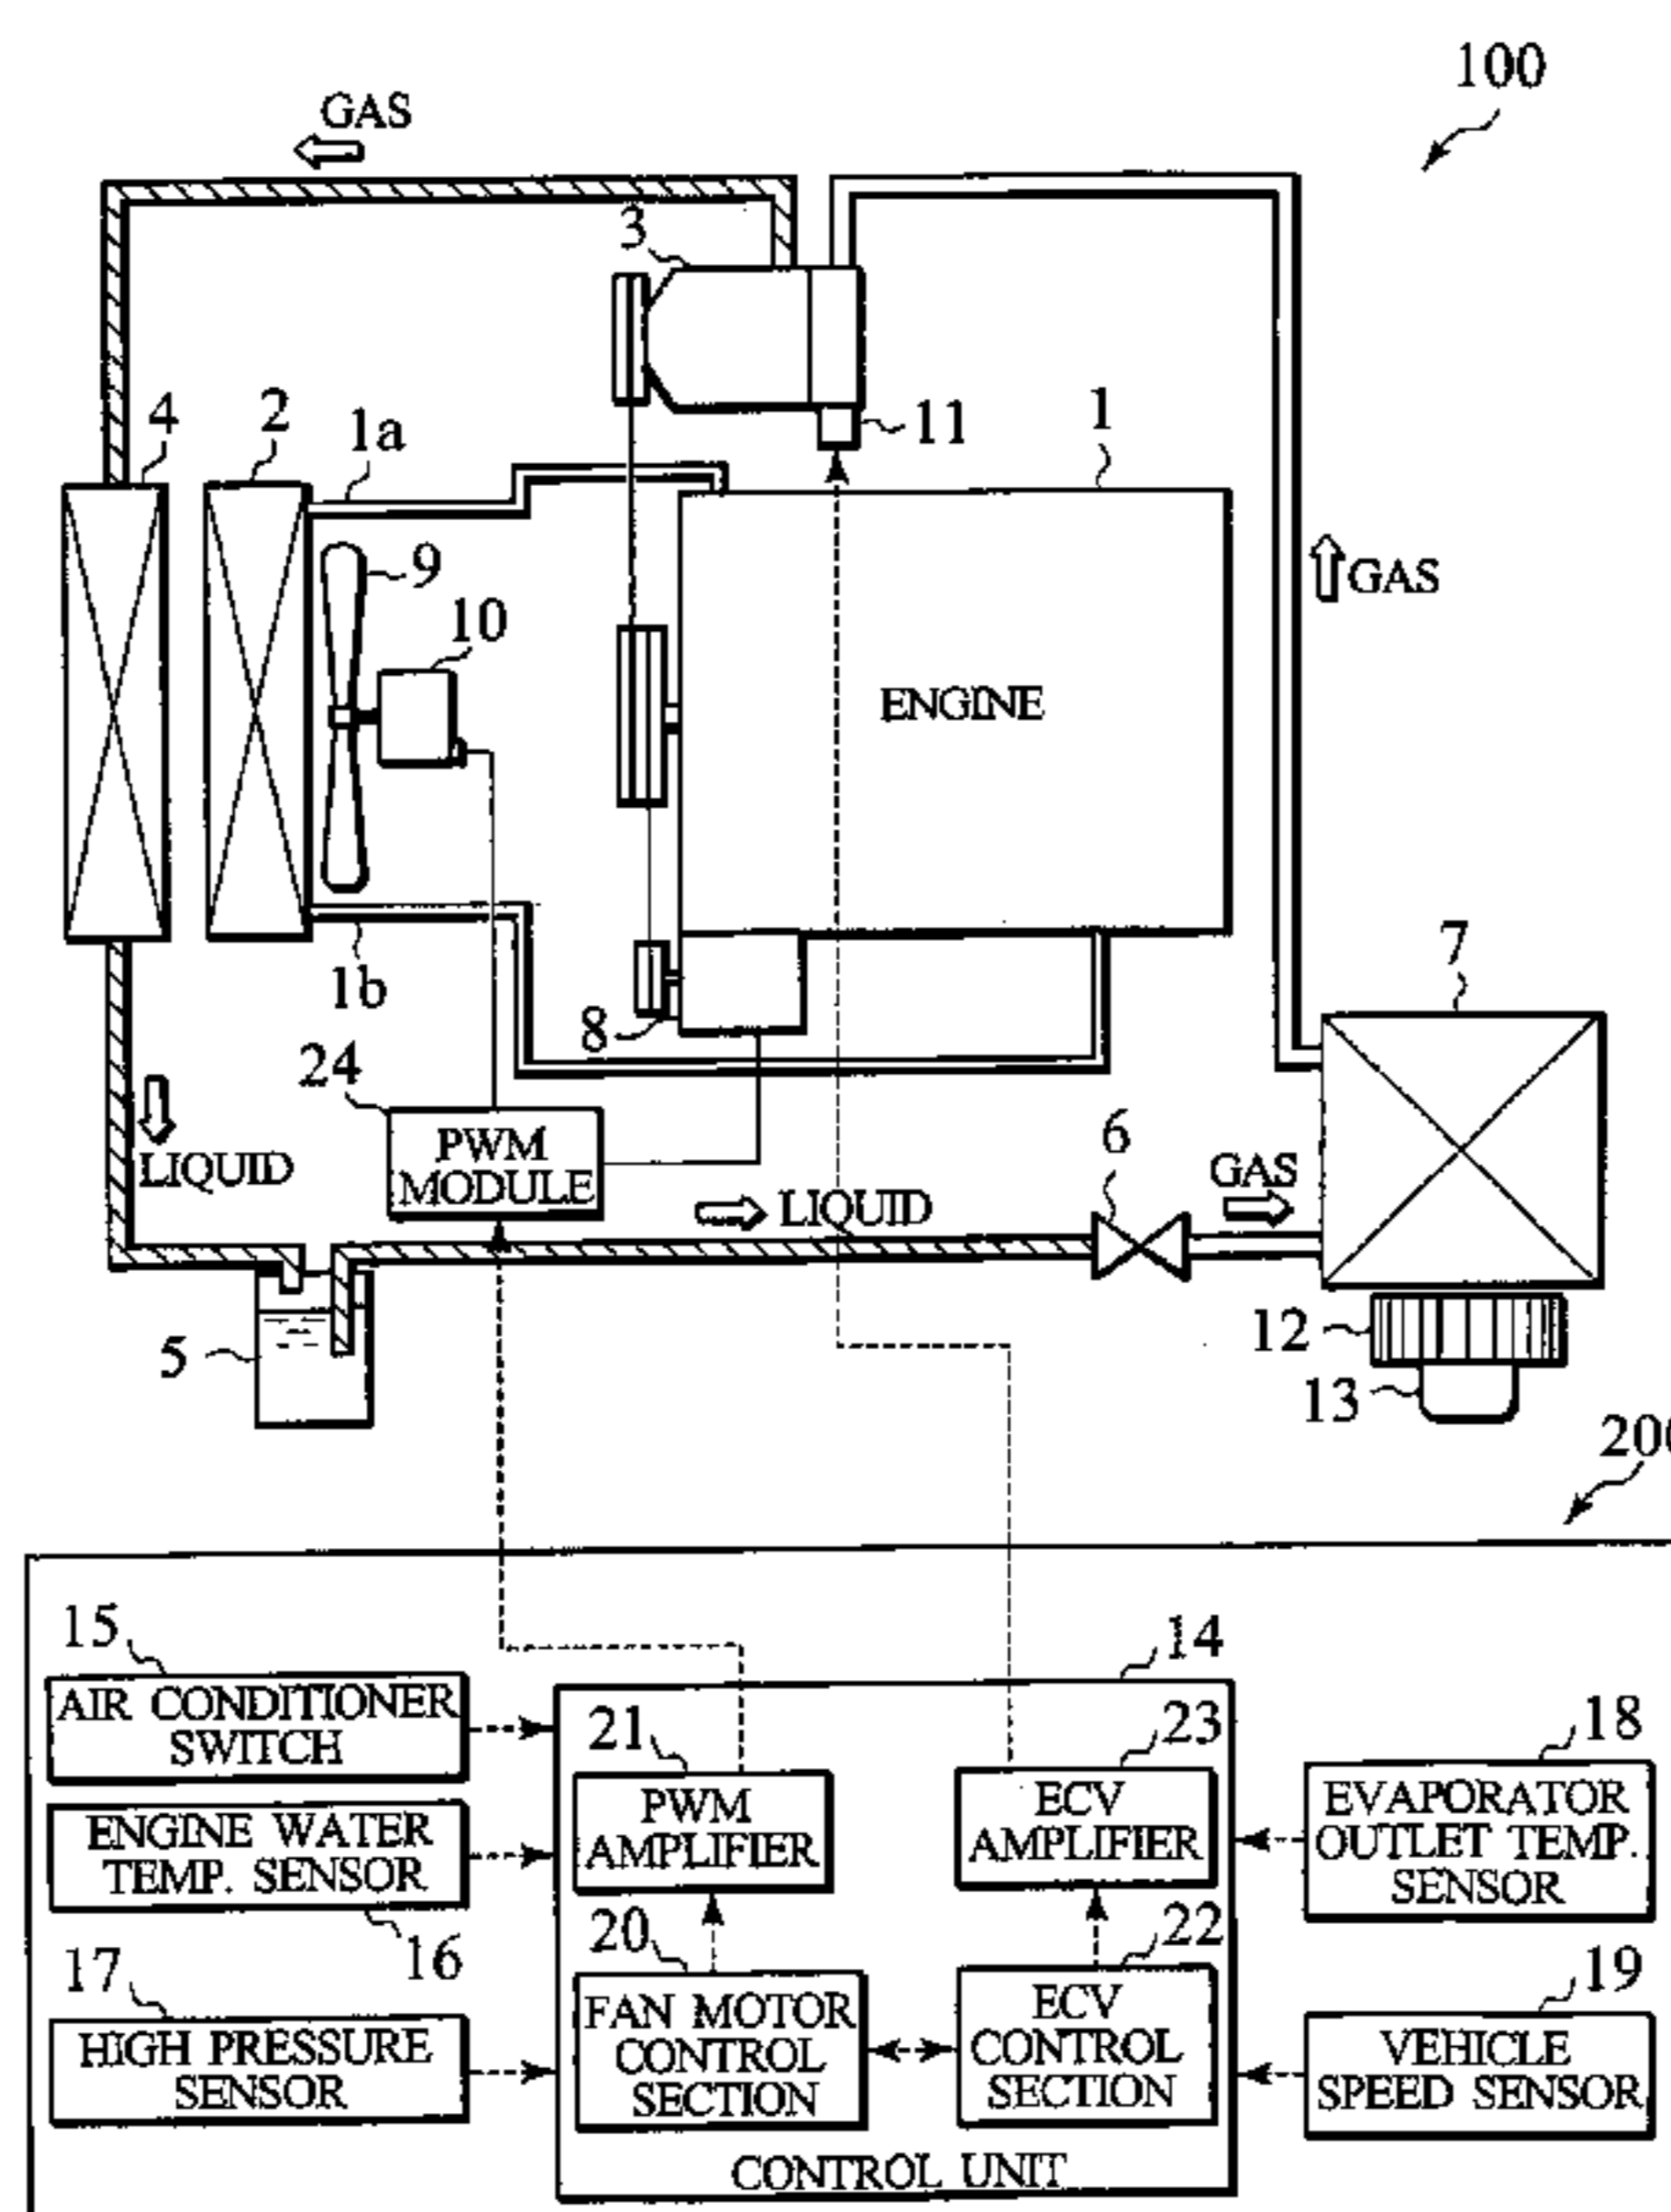 100
GAS
3
4
2
1a
11
1
9
GAS
10
ENGINE
7
1b
8
24
6
PWM
MODULE
LIQUID
GAS
LIQUID
12
5
13
200
15
14
AIR CONDITIONER
SWITCH
21
23
18
PWM
AMPLIFIER
ECV
AMPLIFIER
EVAPORATOR
OUTLET TEMP.
SENSOR
ENGINE WATER
TEMP. SENSOR
20
22
16
17
19
FAN MOTOR
CONTROL
SECTION
ECV
CONTROL
SECTION
HIGH PRESSURE
SENSOR
VEHICLE
SPEED SENSOR
CONTROL UNIT